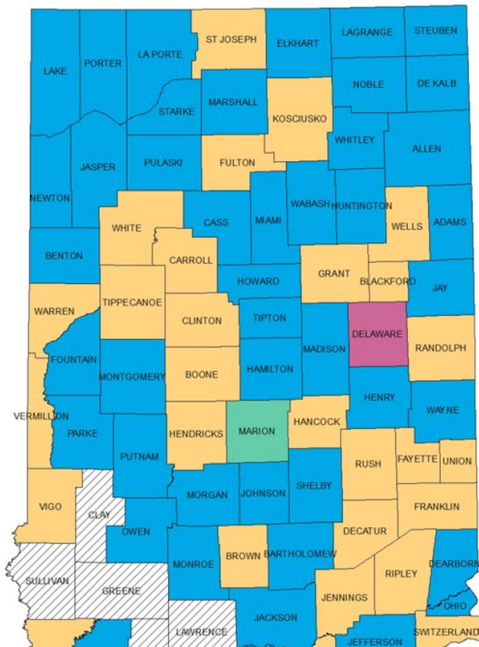 ST JOSEPH
ELKHART
LAGRANGE
STEUBEN
LAKE
PORTER
LA PORTE
NOBLE
DE KALB
MARSHALL
STARKE
KOSCIUSKO
WHITLEY
ALLEN
JASPER
PULASKI
FULTON
NEWTON
WABASH
HUNTINGTON
MIAMI
CASS
WHITE
WELLS
ADAMS
BENTON
CARROLL
HOWARD
GRANT
BLACKFORD
JAY
TIPPECANOE
WARREN
CLINTON
TIPTON
MADISON
DELAWARE
RANDOLPH
FOUNTAIN
MONTGOMERY
BOONE
HAMILTON
HENRY
WAYNE
VERMILLION
PARKE
PUTNAM
HENDRICKS
MARION
HANCOCK
RUSH
FAYETTE
UNION
VIGO
CLAY
MORGAN
JOHNSON
SHELBY
FRANKLIN
OWEN
DECATUR
MONROE
BROWN
BARTHOLOMEW
RIPLEY
DEARBORN
SULLIVAN
GREENE
JENNINGS
OHIO
LAWRENCE
JACKSON
SWITZERLAND
JEFFERSON